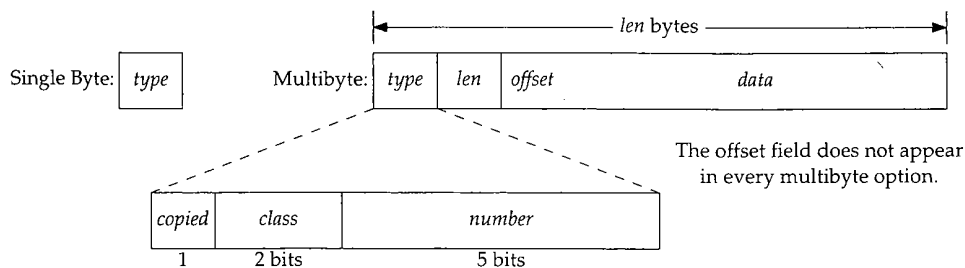 len bytes
Single Byte: type
Multibyte: type len offset data
The offset field does not appear
in every multibyte option.
copied class number
1 2 bits 5 bits